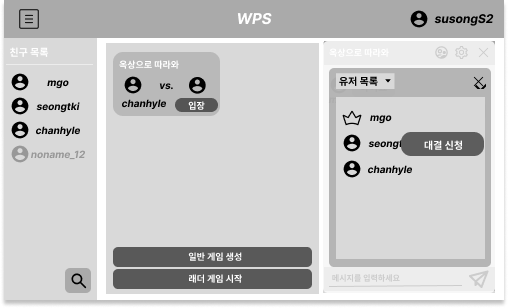 WPS
susongS2
친구 목록
mgo
seongtki
chanhyle
noname_12
옥상으로 따라와
vs.
chanhyle
입장
일반 게임 생성
래더 게임 시작
옥상으로 따라와
유저 목록
mgo
seongt
대결 신청
chanhyle
메시지를 입력하세요